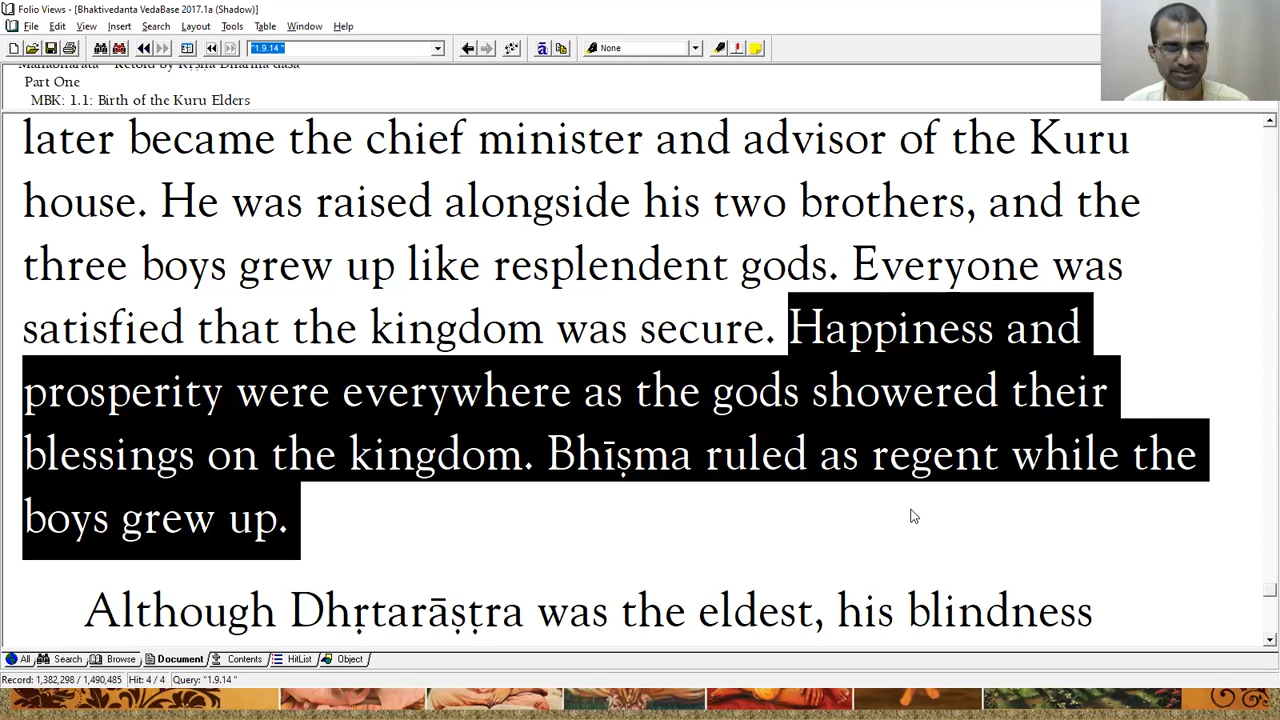 Folio Views - [Bhaktivedanta VedaBase 2017.1a (Shadow)]
File Edit View Insert Search Layout Tools Table Window Help
"1.9.14 " None
Mahābhārata - Retold by Kṛṣṇa Dharma dāsa
Part One
MBK: 1.1: Birth of the Kuru Elders
later became the chief minister and advisor of the Kuru
house. He was raised alongside his two brothers, and the
three boys grew up like resplendent gods. Everyone was
satisfied that the kingdom was secure. Happiness and
prosperity were everywhere as the gods showered their
blessings on the kingdom. Bhīṣma ruled as regent while the
boys grew up.
Although Dhṛtarāṣṭra was the eldest, his blindness
All Search Browse Document Contents HitList Object
Record: 1,382,298 / 1,490,485 Hit: 4 / 4 Query: "1.9.14 "